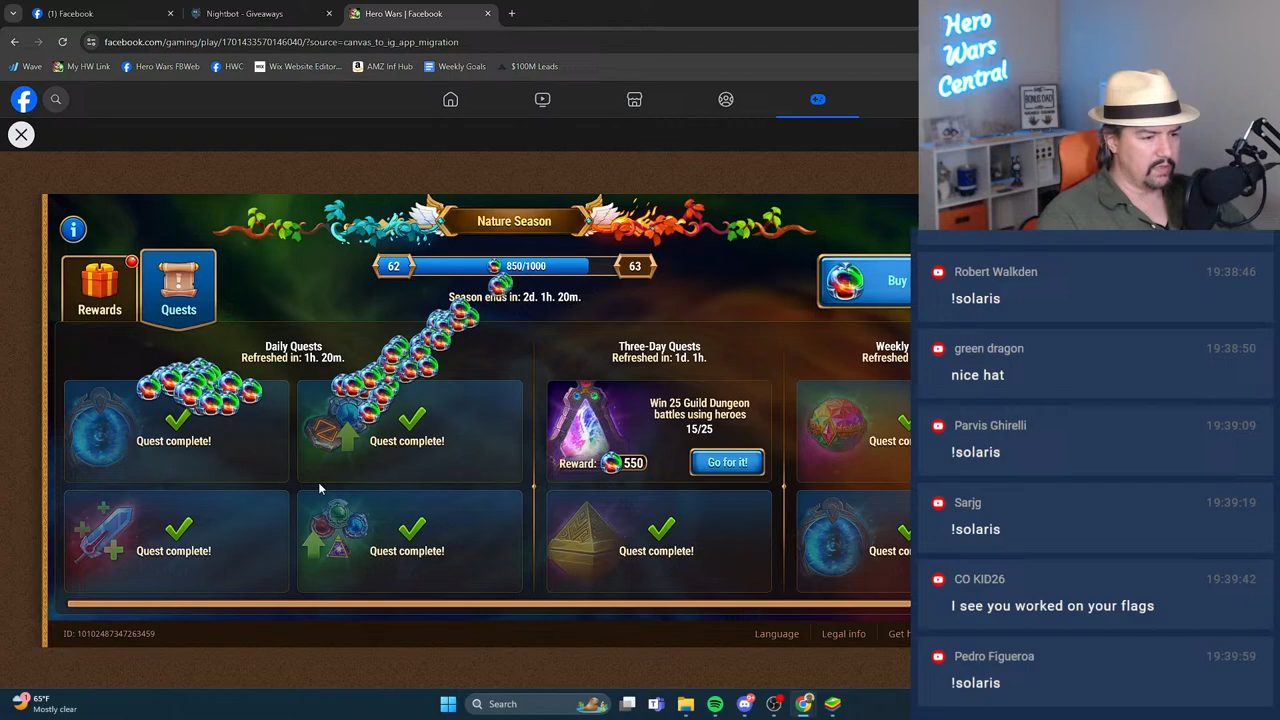 (1) Facebook
Nightbot - Giveaways
Hero Wars | Facebook
facebook.com/gaming/play/1701433570146040/?source=canvas_to_ig_app_migration
Wave
My HW Link
Hero Wars FBWeb
HWC
Wix Website Editor...
AMZ Inf Hub
Weekly Goals
$100M Leads
Nature Season
62
850/1000
63
Season ends in: 2d. 1h. 20m.
Rewards
Quests
Buy
Daily Quests
Refreshed in: 1h. 20m.
Three-Day Quests
Refreshed in: 1d. 1h.
Refreshed
Quest complete!
Quest complete!
Win 25 Guild Dungeon
battles using heroes
15/25
Reward: 550
Go for it!
Quest complete!
Quest complete!
Quest complete!
ID: 10102487347263459
Language
Legal info
65°F
Mostly clear
Search
Hero
Wars
Central
BONUS
DAD
Robert Walkden 19:38:46
!solaris
green dragon 19:38:50
nice hat
Parvis Ghirelli 19:39:09
!solaris
Sarjg 19:39:19
!solaris
CO KID26 19:39:42
I see you worked on your flags
Pedro Figueroa 19:39:59
!solaris